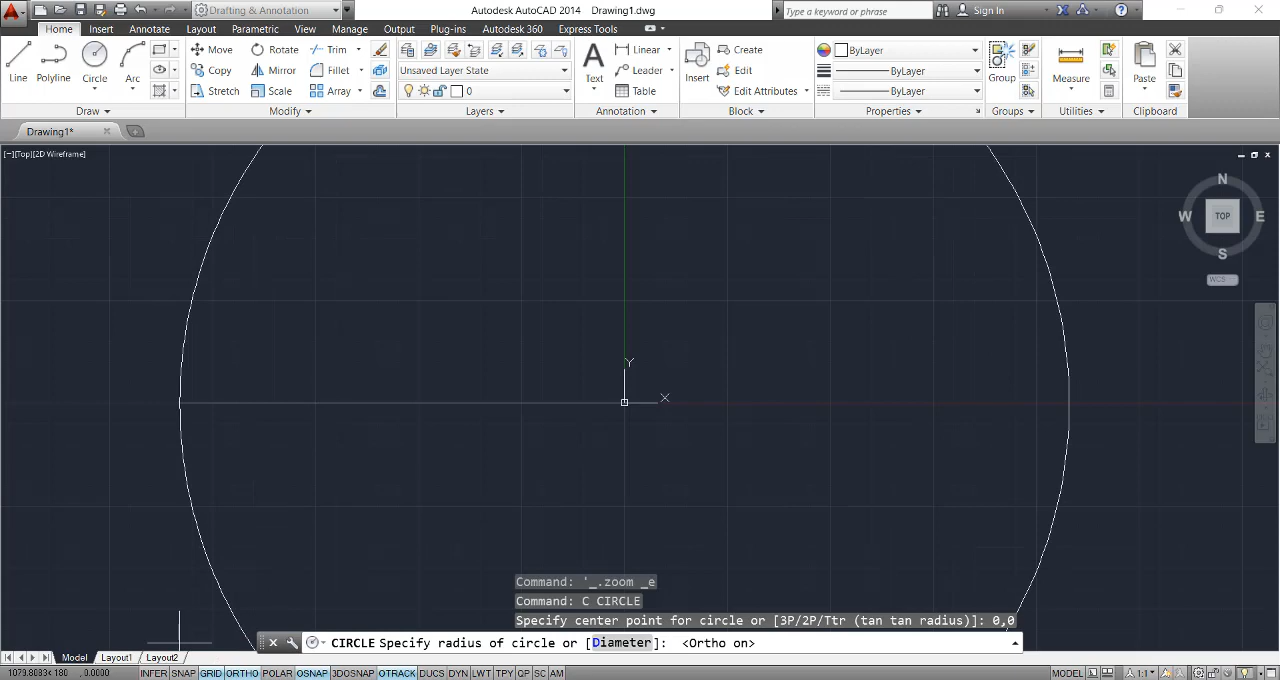 Drafting & Annotation Autodesk AutoCAD 2014 Drawing1.dwg Type a keyword or phrase Sign In
Home Insert Annotate Layout Parametric View Manage Output Plug-ins Autodesk 360 Express Tools
Line Polyline Circle Arc
Move Rotate Trim
Copy Mirror Fillet
Stretch Scale Array
Unsaved Layer State
0
Text
Linear
Leader
Table
Insert
Create
Edit
Edit Attributes
ByLayer
ByLayer
ByLayer
Group Measure Paste
Draw Modify Layers Annotation Block Properties Groups Utilities Clipboard
Drawing1*
[−][Top][2D Wireframe]
N
W TOP E
S
WCS
Y
X
Command: '_.zoom _e
Command: C CIRCLE
Specify center point for circle or [3P/2P/Ttr (tan tan radius)]: 0,0
CIRCLE Specify radius of circle or [Diameter]: <Ortho on>
Model Layout1 Layout2
1079.8083< 180 , 0.0000 INFER SNAP GRID ORTHO POLAR OSNAP 3DOSNAP OTRACK DUCS DYN LWT TPY QP SC AM MODEL 1:1